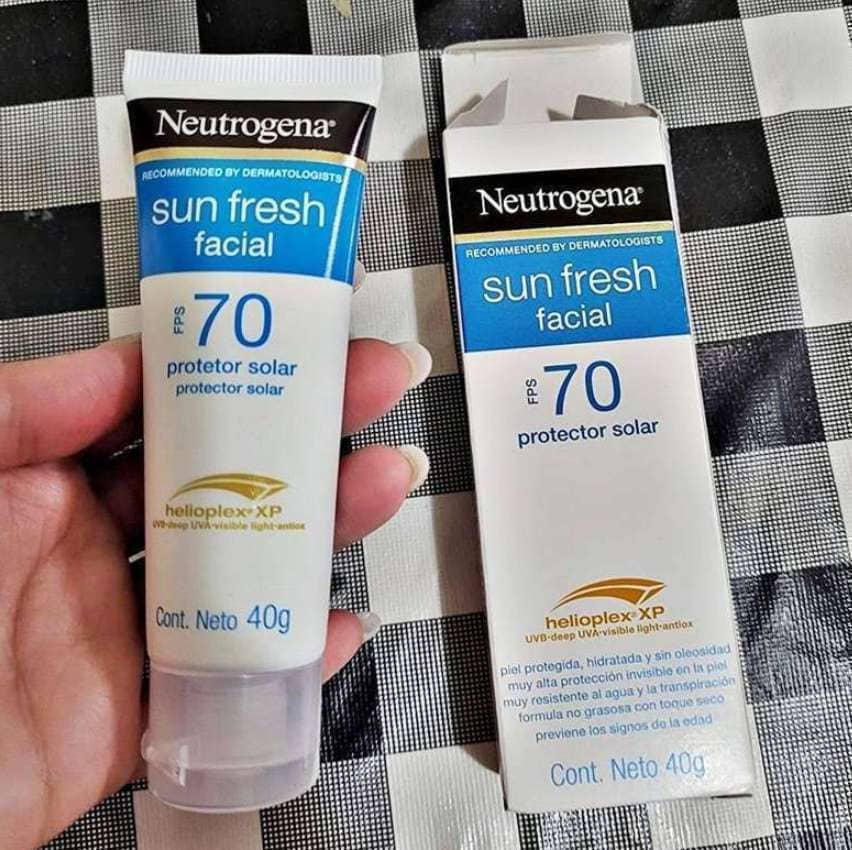 Neutrogena®
RECOMMENDED BY DERMATOLOGISTS
sun fresh
facial
FPS 70
protetor solar
protector solar
helioplex® XP
UVB-deep UVA-visible light-antiox
Cont. Neto 40g
Neutrogena®
RECOMMENDED BY DERMATOLOGISTS
sun fresh
facial
FPS 70
protector solar
helioplex® XP
UVB-deep UVA-visible light-antiox
piel protegida, hidratada y sin oleosidad
muy alta protección invisible en la piel
muy resistente al agua y la transpiración
formula no grasosa con toque seco
previene los signos de la edad
Cont. Neto 40g